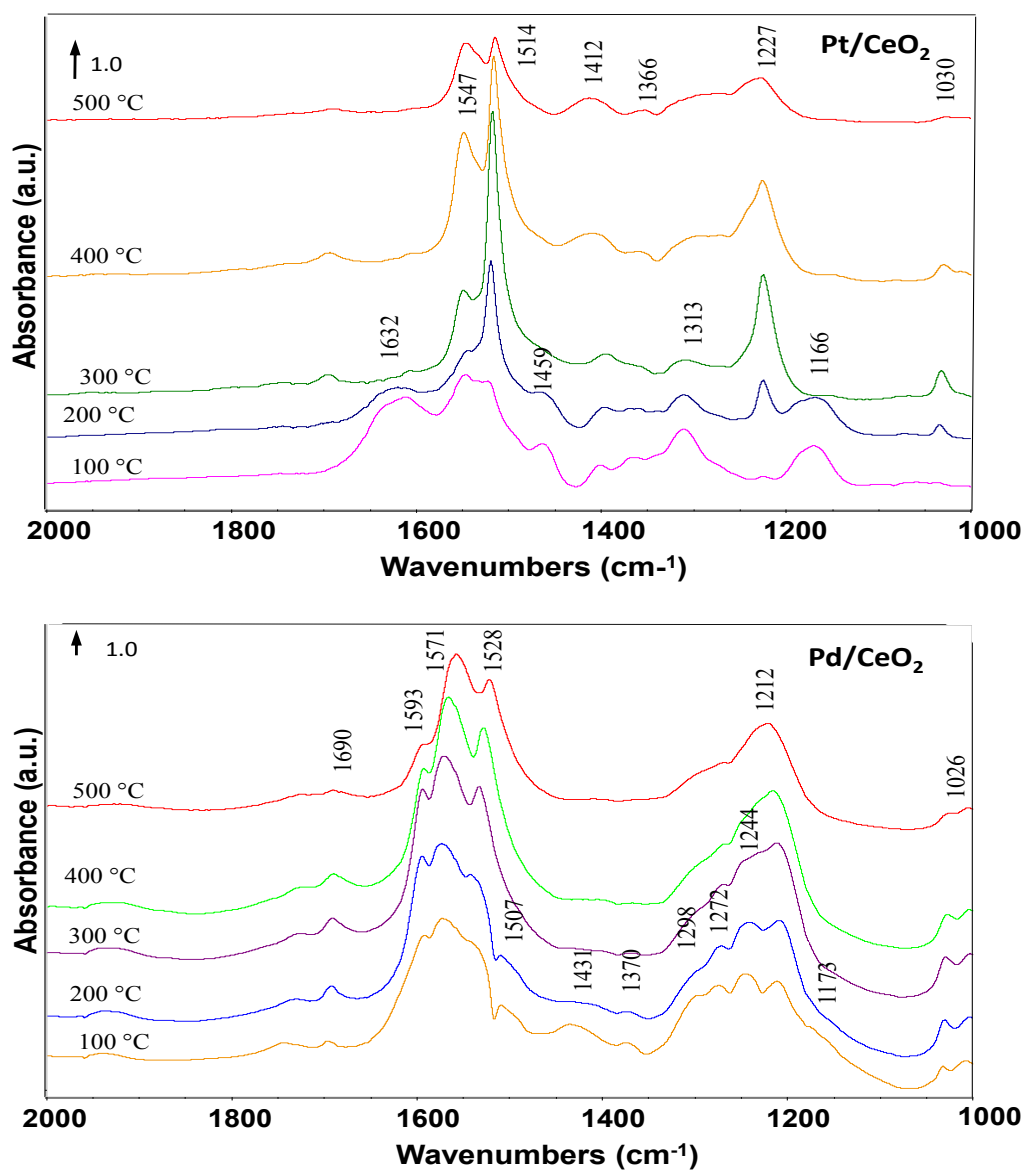 Pt/CeO₂
1.0
1514
1412
1366
1227
1030
1547
500 °C
400 °C
1632
1459
1313
1166
300 °C
200 °C
100 °C
Absorbance (a.u.)
2000 1800 1600 1400 1200 1000
Wavenumbers (cm-¹)
Pd/CeO₂
1.0
1571
1528
1593
1690
1212
1026
500 °C
1244
400 °C
1507
1298
1272
300 °C
1431
1370
1173
200 °C
100 °C
Absorbance (a.u.)
2000 1800 1600 1400 1200 1000
Wavenumbers (cm⁻¹)